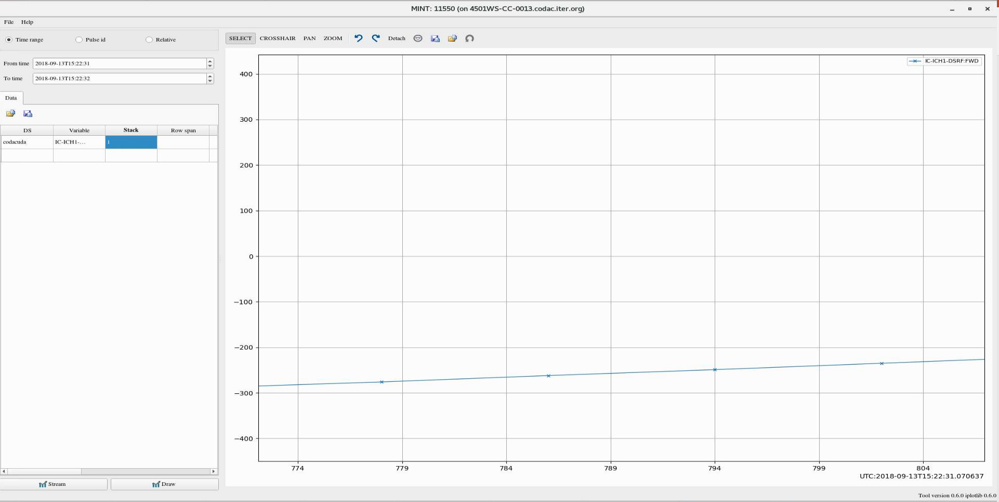 MINT: 11550 (on 4501WS-CC-0013.codac.iter.org)
File Help
Time range Pulse id Relative
SELECT CROSSHAIR PAN ZOOM Detach
From time 2018-09-13T15:22:31
To time 2018-09-13T15:22:32
Data
DS Variable Stack Row span
codacuda IC-ICH1-... 1
Stream Draw
IC-ICH1-DSRF:FWD
400
300
200
100
0
−100
−200
−300
−400
774 779 784 789 794 799 804
UTC:2018-09-13T15:22:31.070637
Tool version 0.6.0 iplotlib 0.6.0